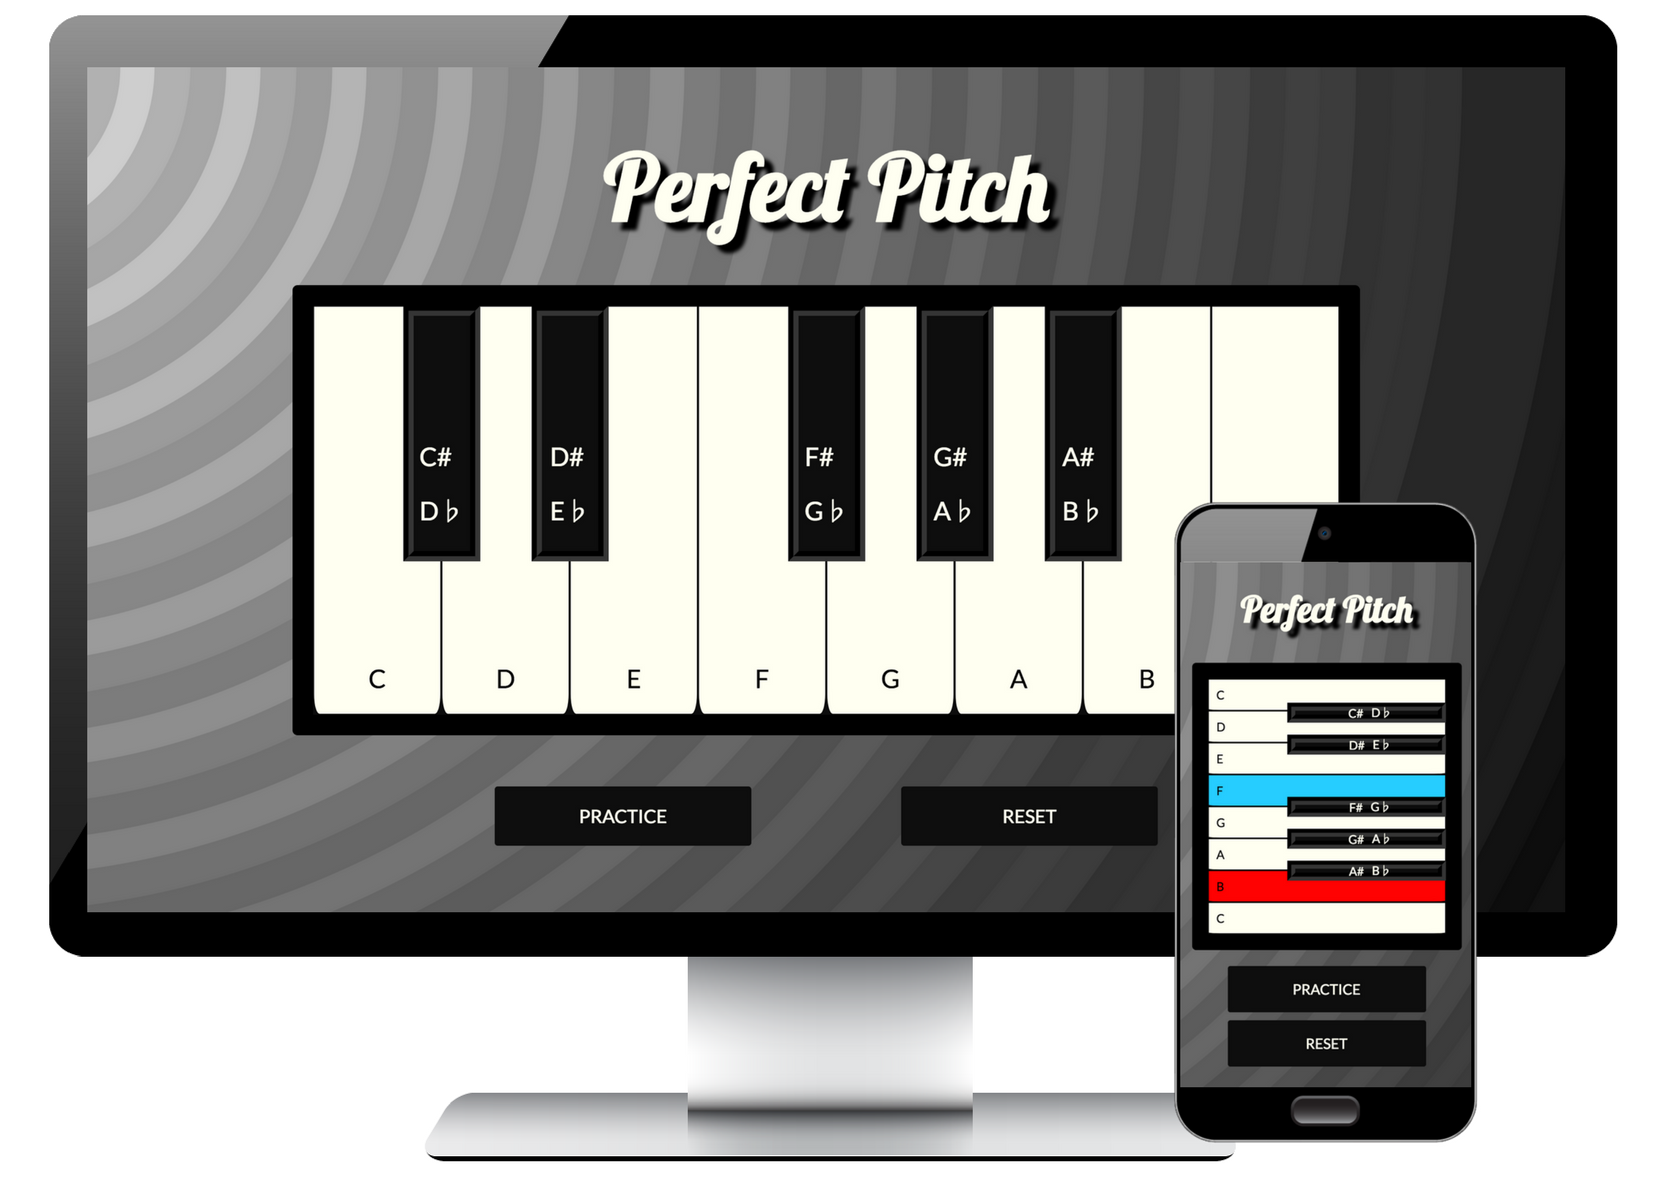 Perfect Pitch
C# D# F# G# A#
D♭ E♭ G♭ A♭ B♭
C D E F G A B
PRACTICE RESET
Perfect Pitch
C
C# D♭
D
D# E♭
E
F
F# G♭
G
G# A♭
A
A# B♭
B
C
PRACTICE
RESET